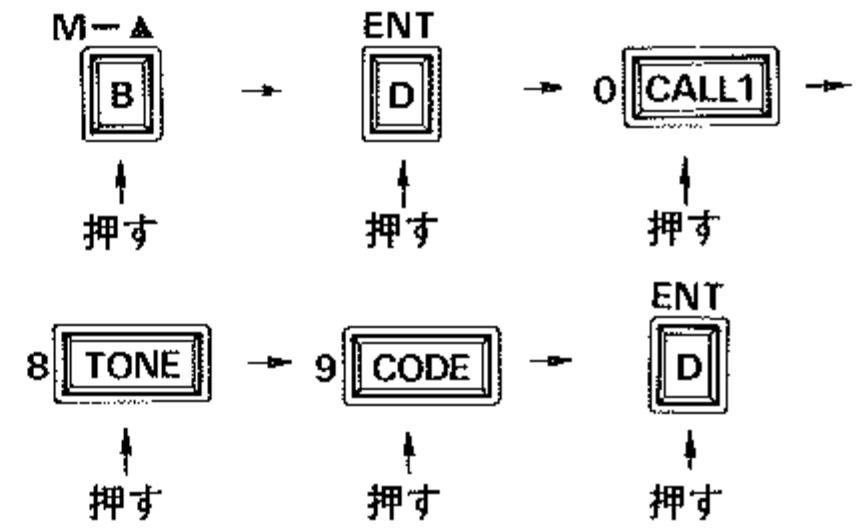 M-▲ ENT
B → D → 0 CALL1 →
↑ ↑ ↑
押す 押す 押す
ENT
8 TONE → 9 CODE → D
↑ ↑ ↑
押す 押す 押す